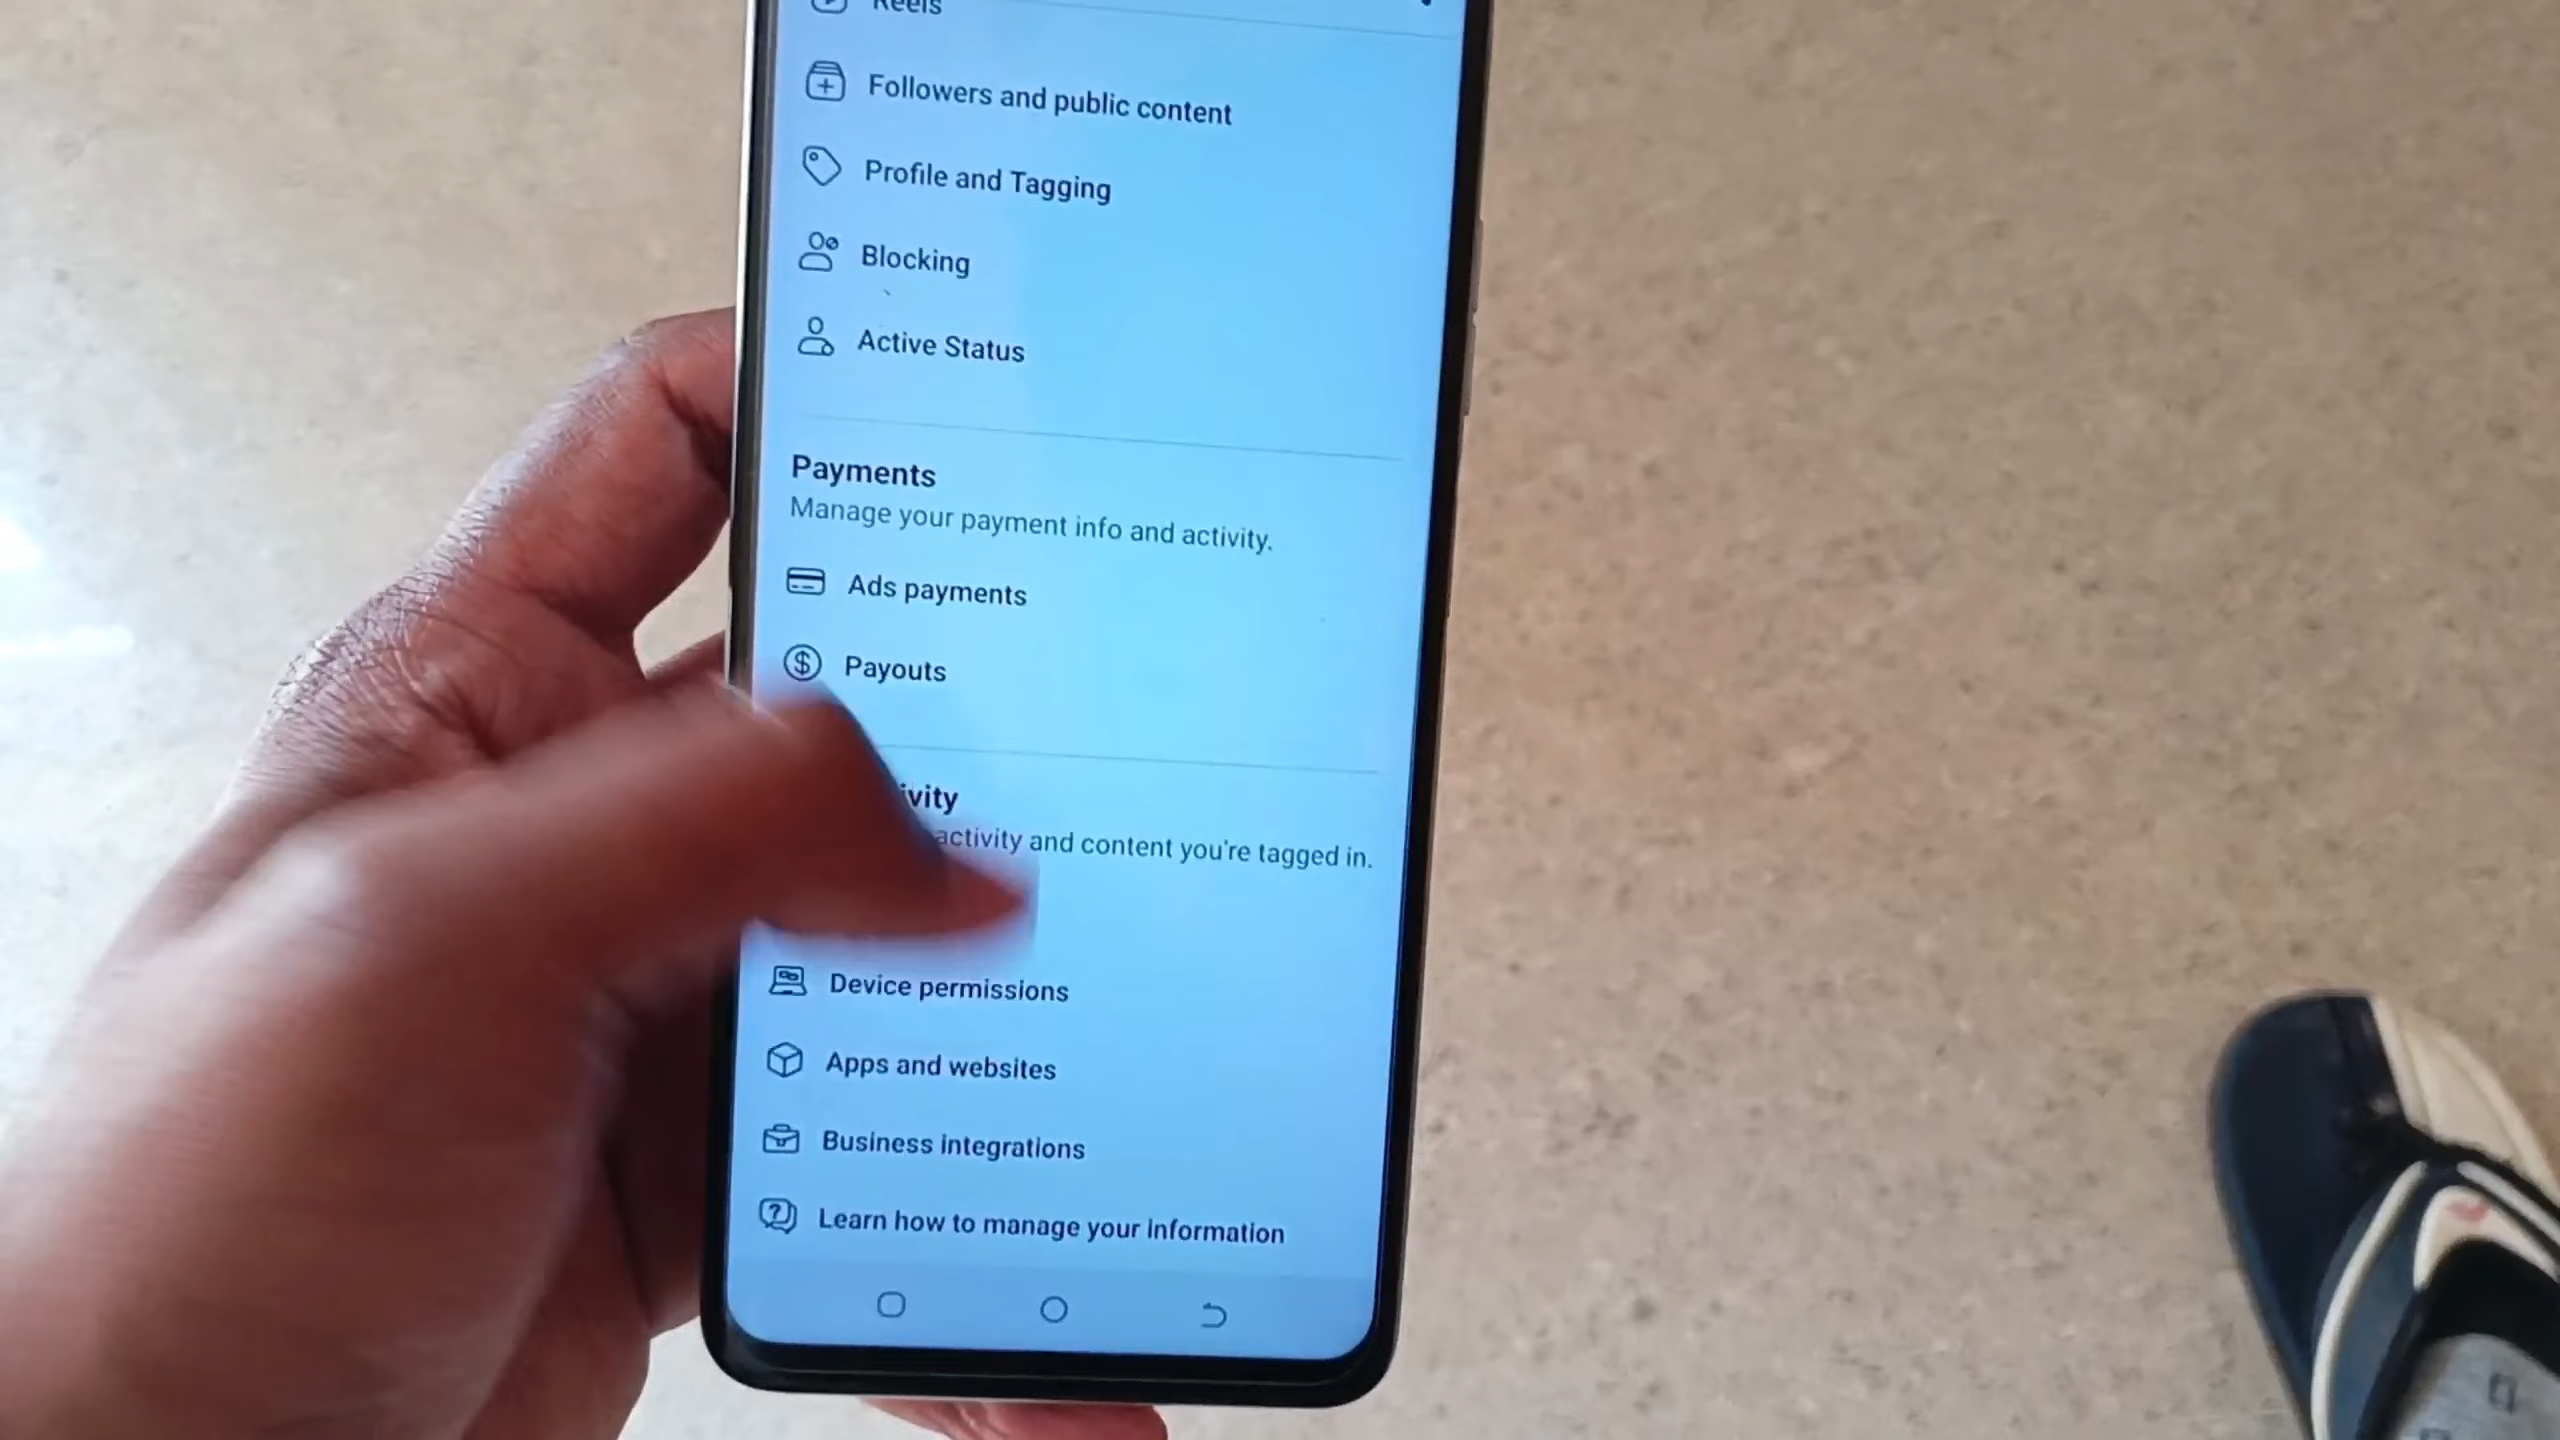 Reels
Followers and public content
Profile and Tagging
Blocking
Active Status
Payments
Manage your payment info and activity.
Ads payments
Payouts
ivity
activity and content you're tagged in.
Device permissions
Apps and websites
Business integrations
Learn how to manage your information